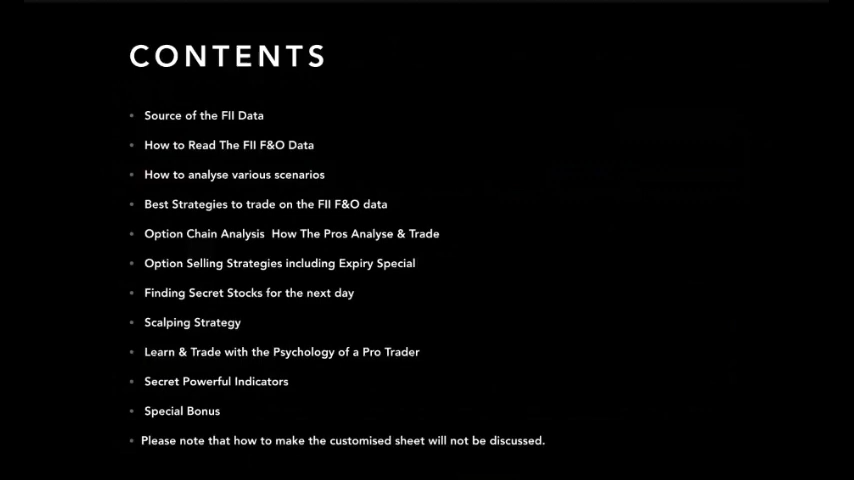 CONTENTS
• Source of the FII Data
• How to Read The FII F&O Data
• How to analyse various scenarios
• Best Strategies to trade on the FII F&O data
• Option Chain Analysis  How The Pros Analyse & Trade
• Option Selling Strategies including Expiry Special
• Finding Secret Stocks for the next day
• Scalping Strategy
• Learn & Trade with the Psychology of a Pro Trader
• Secret Powerful Indicators
• Special Bonus
• Please note that how to make the customised sheet will not be discussed.